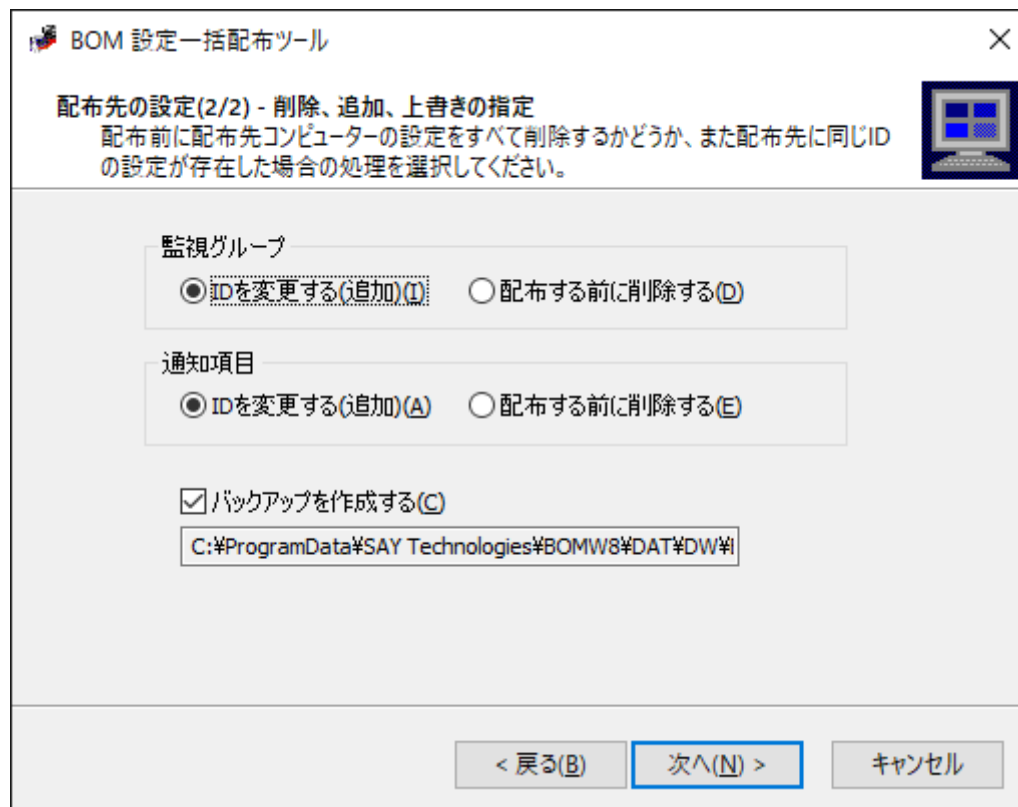 BOM 設定一括配布ツール
配布先の設定(2/2) - 削除、追加、上書きの指定
配布前に配布先コンピューターの設定をすべて削除するかどうか、また配布先に同じID
の設定が存在した場合の処理を選択してください。
監視グループ
IDを変更する(追加)(I) 配布する前に削除する(D)
通知項目
IDを変更する(追加)(A) 配布する前に削除する(E)
バックアップを作成する(C)
C:¥ProgramData¥SAY Technologies¥BOMW8¥DAT¥DW¥
< 戻る(B) 次へ(N) > キャンセル